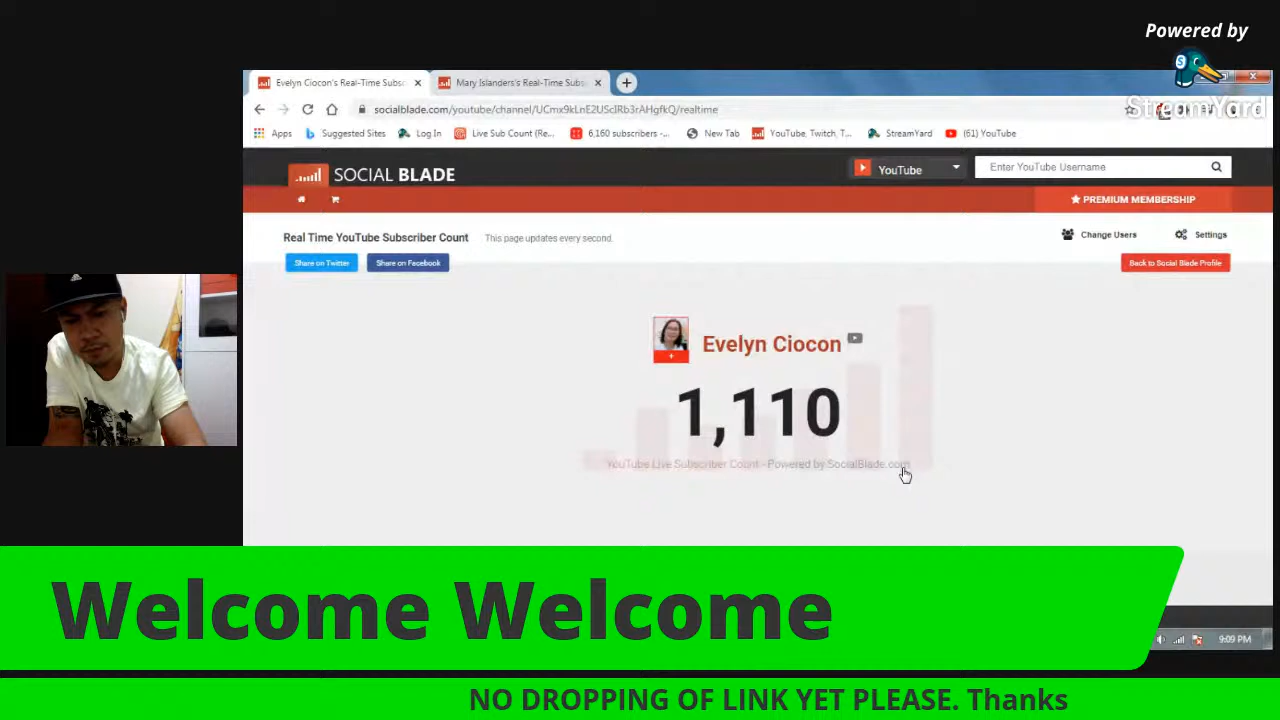 Powered by
StreamYard
Evelyn Ciocon's Real-Time Subsc
Mary Islanders's Real-Time Subs
socialblade.com/youtube/channel/UCmx9kLnE2UScIRb3rAHgfkQ/realtime
Apps
Suggested Sites
Log In
Live Sub Count (Re...
6,160 subscribers -...
New Tab
YouTube, Twitch, T...
StreamYard
(61) YouTube
SOCIAL BLADE
YouTube
Enter YouTube Username
PREMIUM MEMBERSHIP
Real Time YouTube Subscriber Count
This page updates every second.
Change Users
Settings
Share on Twitter
Share on Facebook
Back to Social Blade Profile
Evelyn Ciocon
1,110
YouTube Live Subscriber Count - Powered by SocialBlade.com
Welcome Welcome
9:09 PM
NO DROPPING OF LINK YET PLEASE. Thanks